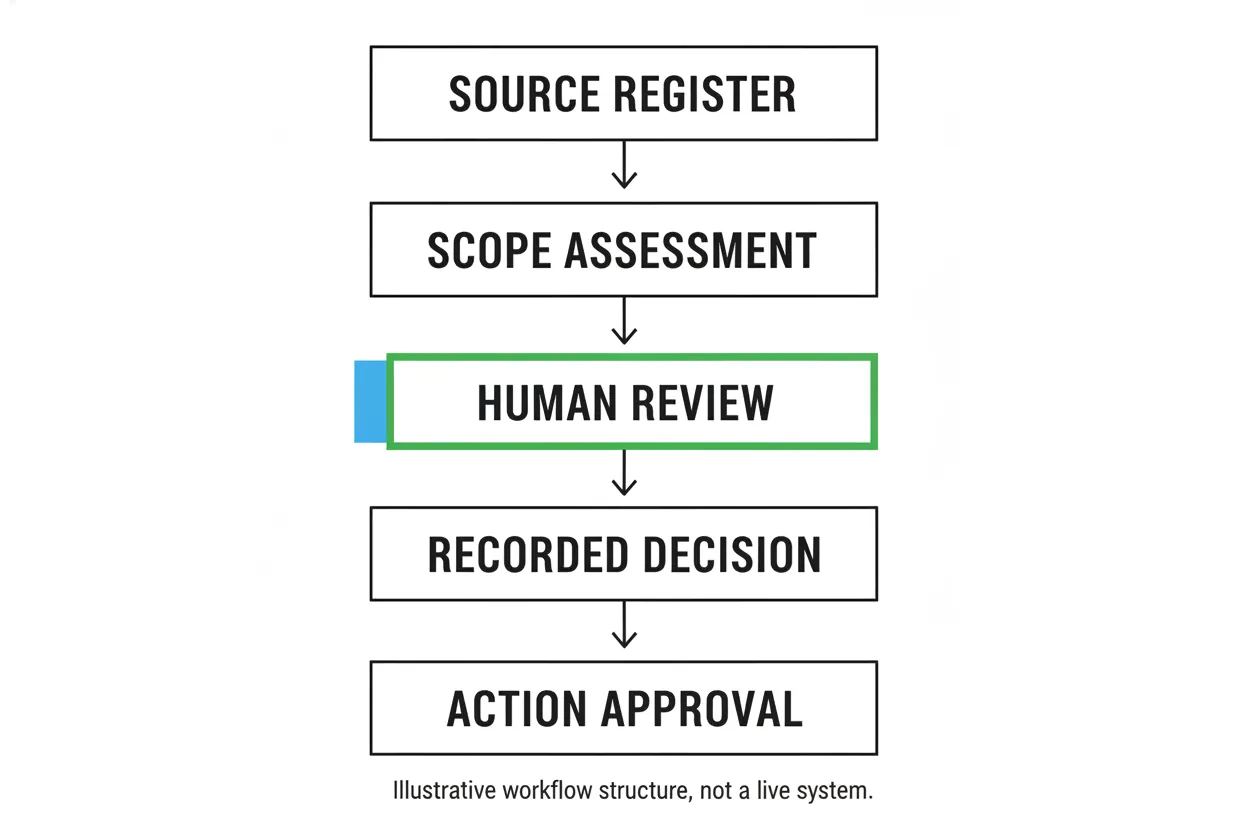 SOURCE REGISTER
SCOPE ASSESSMENT
HUMAN REVIEW
RECORDED DECISION
ACTION APPROVAL
Illustrative workflow structure, not a live system.